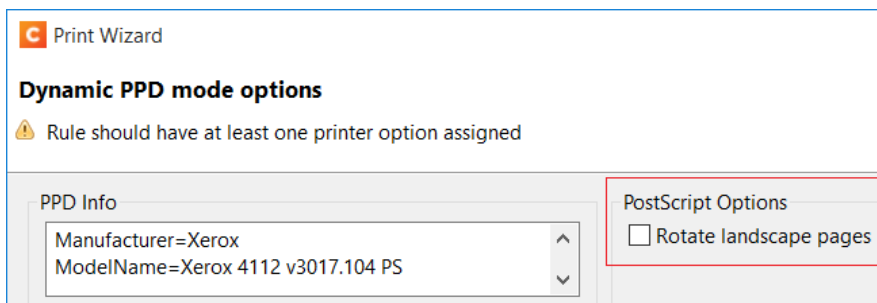 C Print Wizard
Dynamic PPD mode options
Rule should have at least one printer option assigned
PPD Info
Manufacturer=Xerox
ModelName=Xerox 4112 v3017.104 PS
PostScript Options
Rotate landscape pages